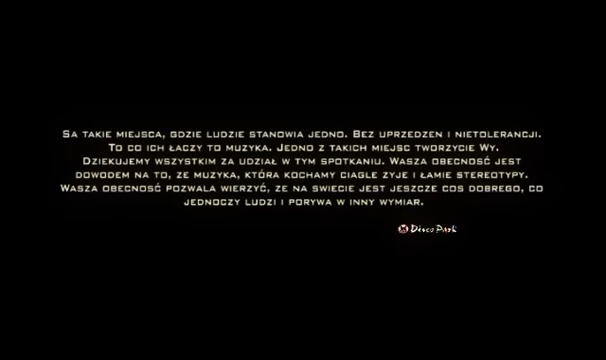 SA TAKIE MIEJSCA, GDZIE LUDZIE STANOWIA JEDNO. BEZ UPRZEDZEN I NIETOLERANCJI.
TO CO ICH ŁACZY TO MUZYKA. JEDNO Z TAKICH MIEJSC TWORZYCIE WY.
DZIEKUJEMY WSZYSTKIM ZA UDZIAŁ W TYM SPOTKANIU. WASZA OBECNOŚĆ JEST
DOWODEM NA TO, ZE MUZYKA, KTÓRA KOCHAMY CIAGLE ZYJE I ŁAMIE STEREOTYPY.
WASZA OBECNOŚĆ POZWALA WIERZYĆ, ZE NA SWIECIE JEST JESZCZE COS DOBREGO, CO
JEDNOCZY LUDZI I PORYWA W INNY WYMIAR.
Disco Park